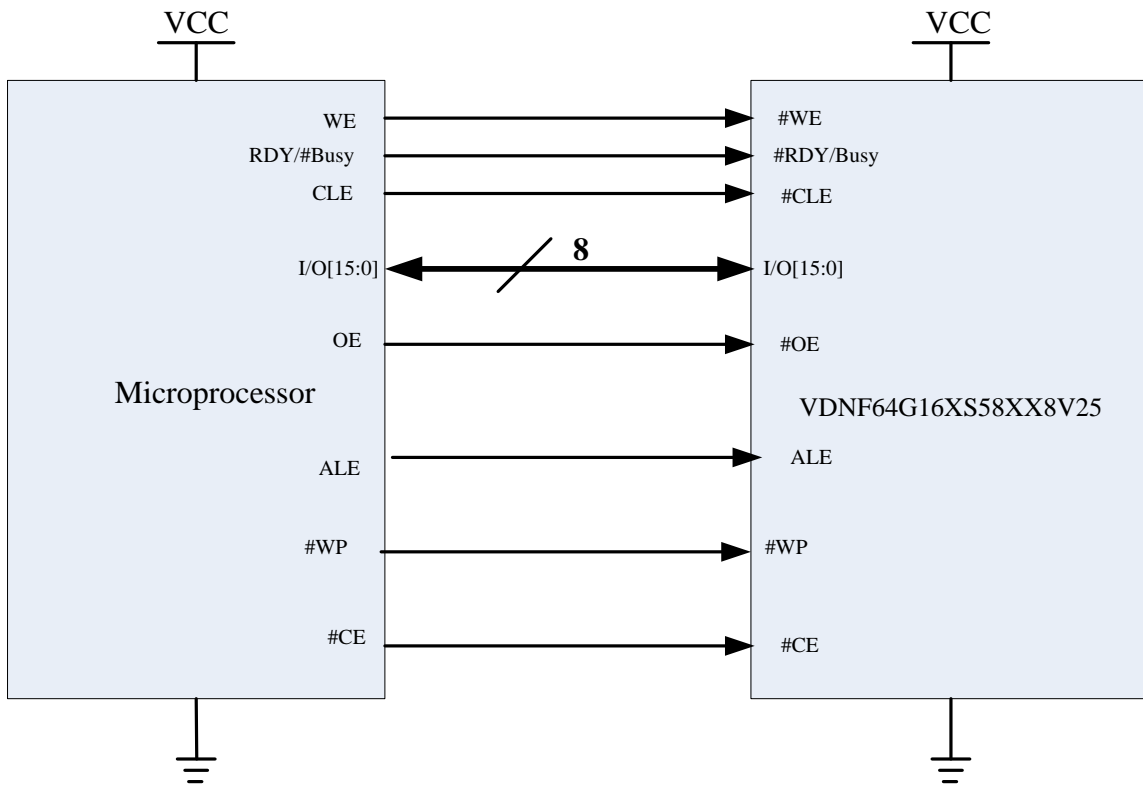 VCC
VCC
WE
#WE
RDY/#Busy
#RDY/Busy
CLE
#CLE
8
I/O[15:0]
I/O[15:0]
OE
#OE
Microprocessor
VDNF64G16XS58XX8V25
ALE
ALE
#WP
#WP
#CE
#CE